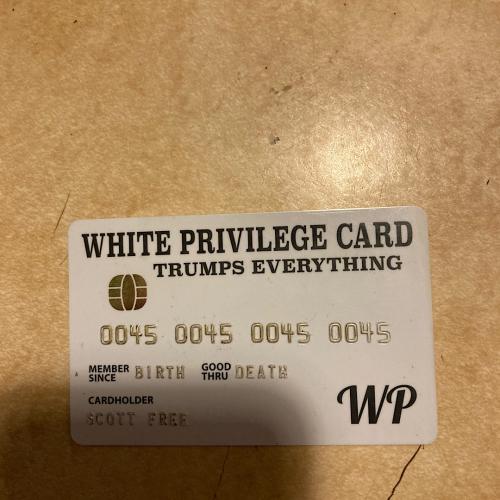 WHITE PRIVILEGE CARD
TRUMPS EVERYTHING
0045 0045 0045 0045
MEMBER SINCE BIRTH GOOD THRU DEATH
CARDHOLDER
SCOTT FREE
WP